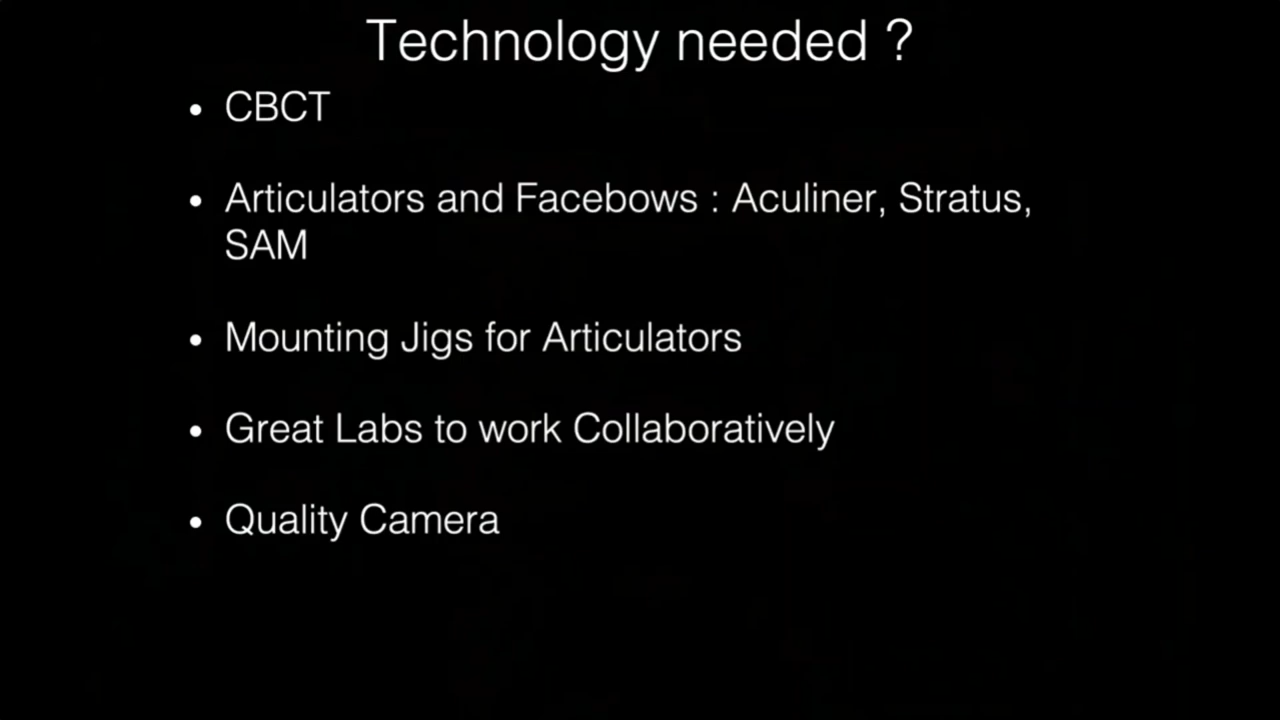 Technology needed ?
• CBCT
• Articulators and Facebows : Aculiner, Stratus,
SAM
• Mounting Jigs for Articulators
• Great Labs to work Collaboratively
• Quality Camera